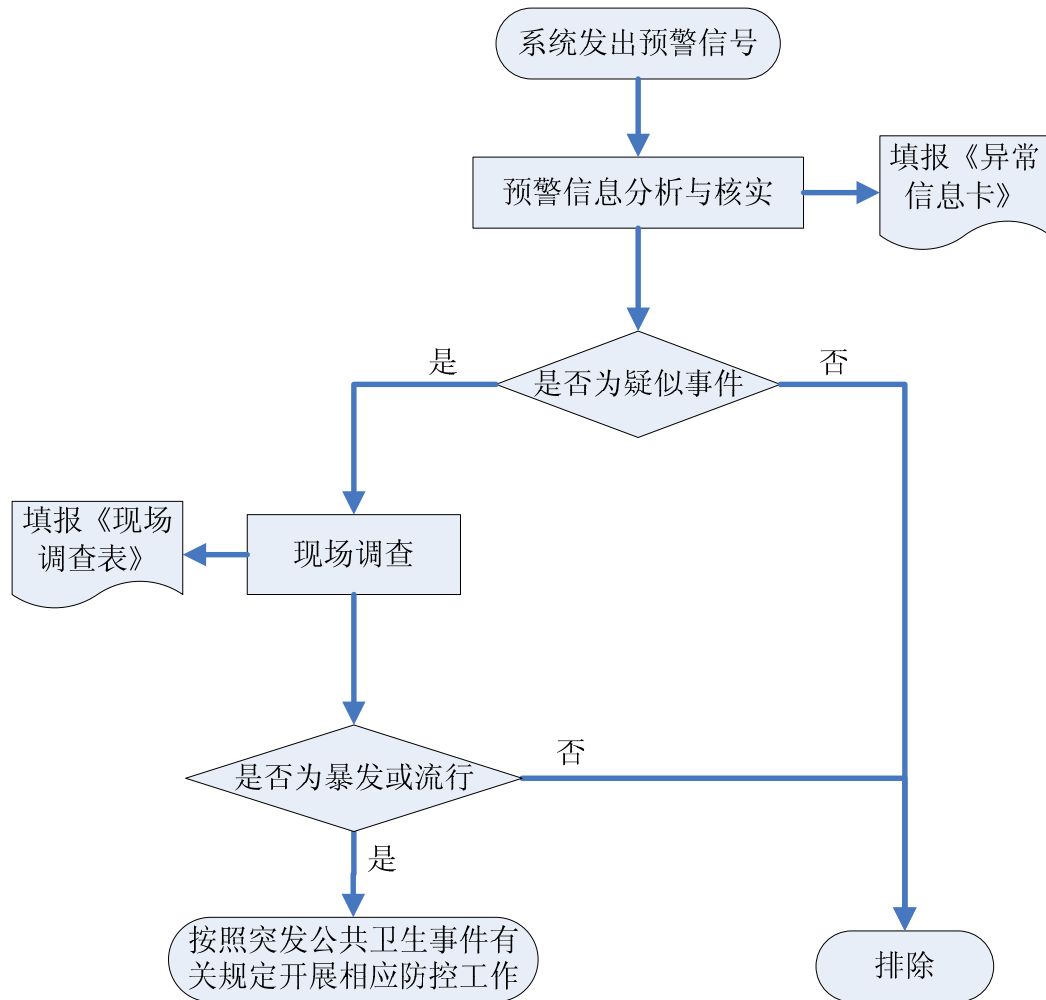 系统发出预警信号
预警信息分析与核实
填报《异常
信息卡》
是否为疑似事件
是
否
填报《现场
调查表》
现场调查
是否为暴发或流行
否
是
按照突发公共卫生事件有
关规定开展相应防控工作
排除